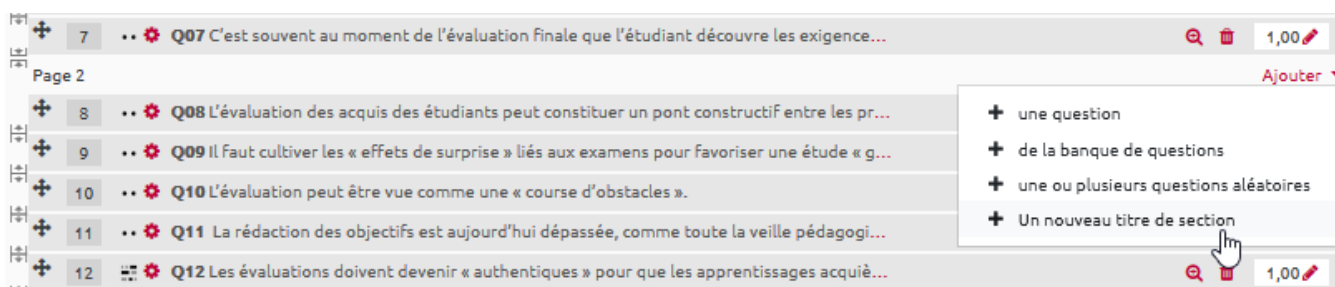 7 Q07 C'est souvent au moment de l'évaluation finale que l'étudiant découvre les exigence... 1,00
Page 2 Ajouter
8 Q08 L'évaluation des acquis des étudiants peut constituer un pont constructif entre les pr...
+ une question
9 Q09 Il faut cultiver les « effets de surprise » liés aux examens pour favoriser une étude « g...
+ de la banque de questions
10 Q10 L'évaluation peut être vue comme une « course d'obstacles ».
+ une ou plusieurs questions aléatoires
11 Q11 La rédaction des objectifs est aujourd'hui dépassée, comme toute la veille pédagogi...
+ Un nouveau titre de section
12 Q12 Les évaluations doivent devenir « authentiques » pour que les apprentissages acquiè... 1,00